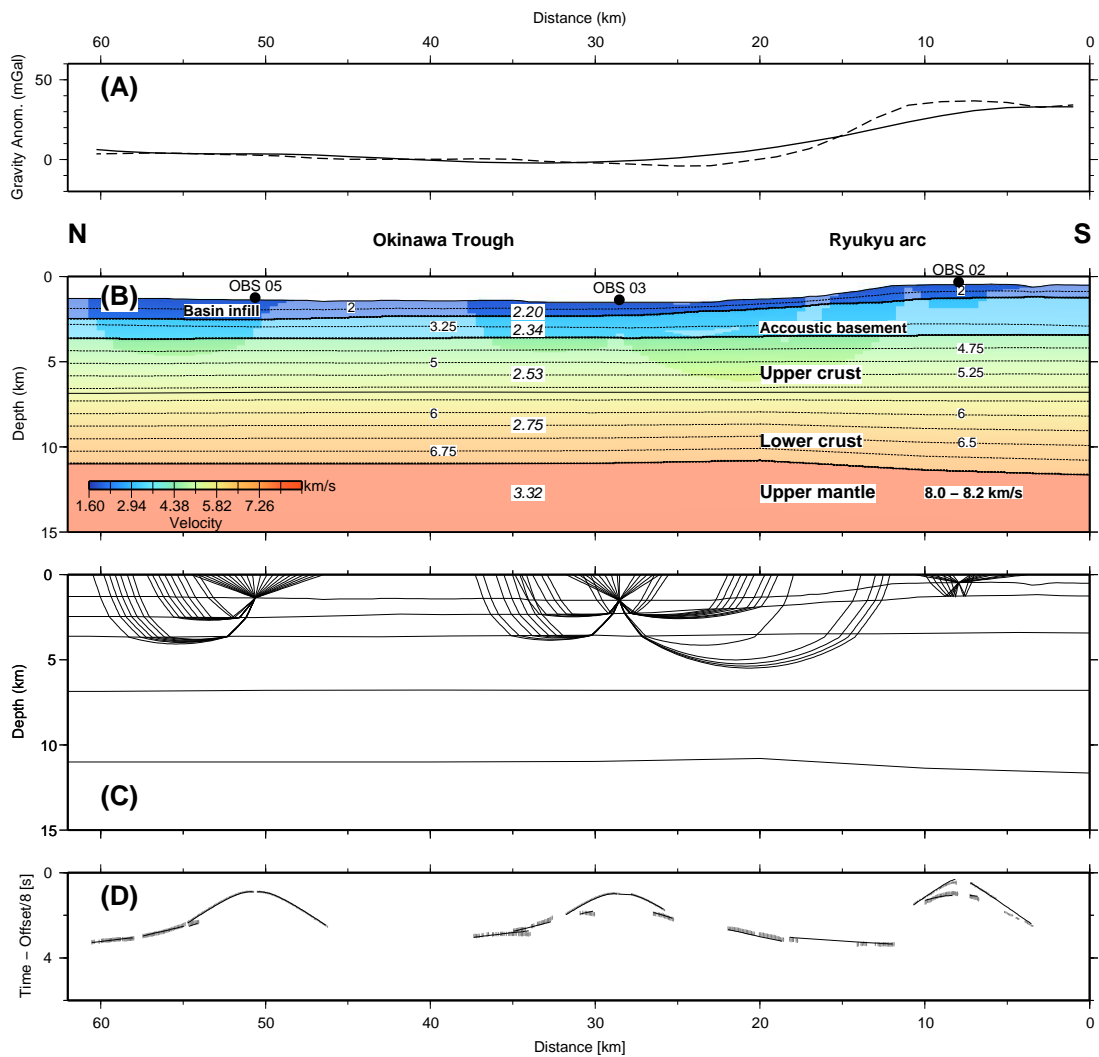 Distance (km)
60 50 40 30 20 10 0
Gravity Anom. (mGal)
50
0
(A)
N Okinawa Trough Ryukyu arc S
Depth (km)
0
5
10
15
(B)
OBS 05 OBS 03 OBS 02
Basin infill 2 2.20 2
3.25 2.34 Accoustic basement
4.75
5 2.53 Upper crust 5.25
6 2.75 6
6.75 Lower crust 6.5
3.32 Upper mantle 8.0 – 8.2 km/s
km/s
1.60 2.94 4.38 5.82 7.26
Velocity
Depth (km)
0
5
10
15
(C)
Time – Offset/8 [s]
0
4
(D)
60 50 40 30 20 10 0
Distance [km]